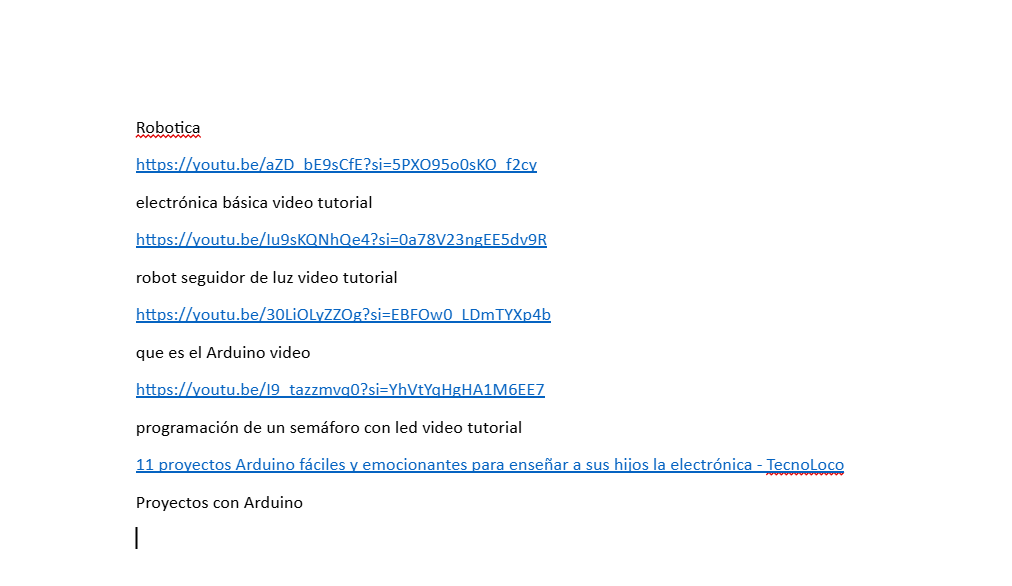 Robotica
https://youtu.be/aZD_bE9sCfE?si=5PXO95o0sKO_f2cy
electrónica básica video tutorial
https://youtu.be/Iu9sKQNhQe4?si=0a78V23ngEE5dv9R
robot seguidor de luz video tutorial
https://youtu.be/30LiOLyZZOg?si=EBFOw0_LDmTYXp4b
que es el Arduino video
https://youtu.be/I9_tazzmvq0?si=YhVtYqHgHA1M6EE7
programación de un semáforo con led video tutorial
11 proyectos Arduino fáciles y emocionantes para enseñar a sus hijos la electrónica - TecnoLoco
Proyectos con Arduino